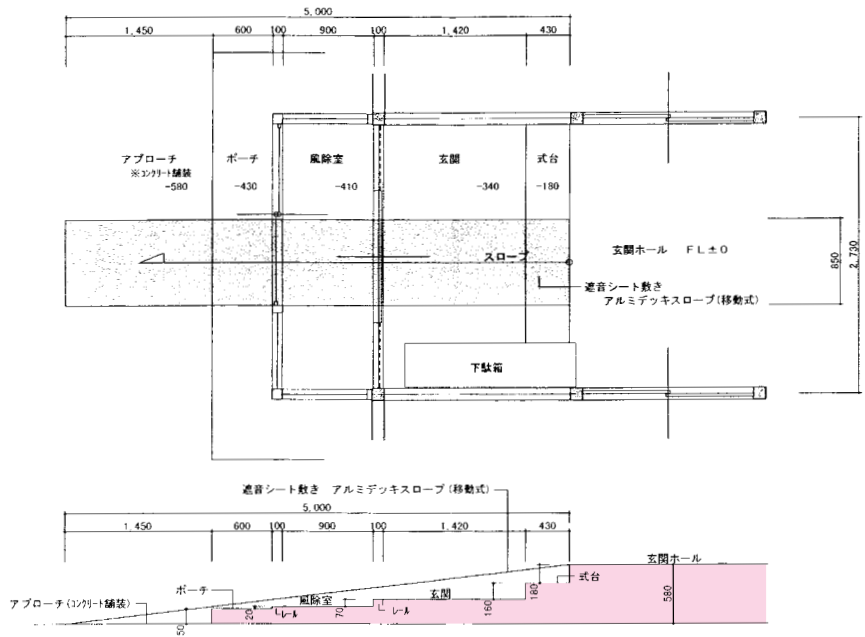 5,000
1,450 600 100 900 100 1,420 430
アプローチ ポーチ 風除室 玄関 式台
※コンクリート舗装
-580 -430 -410 -340 -180
スロープ
玄関ホール FL±0
850
2,730
遮音シート敷き
アルミデッキスロープ(移動式)
下駄箱
遮音シート敷き アルミデッキスロープ(移動式)
5,000
1,450 600 100 900 100 1,420 430
玄関ホール
式台
ポーチ
風除室
玄関
アプローチ(コンクリート舗装)
レール
レール
50
20
70
160
180
580